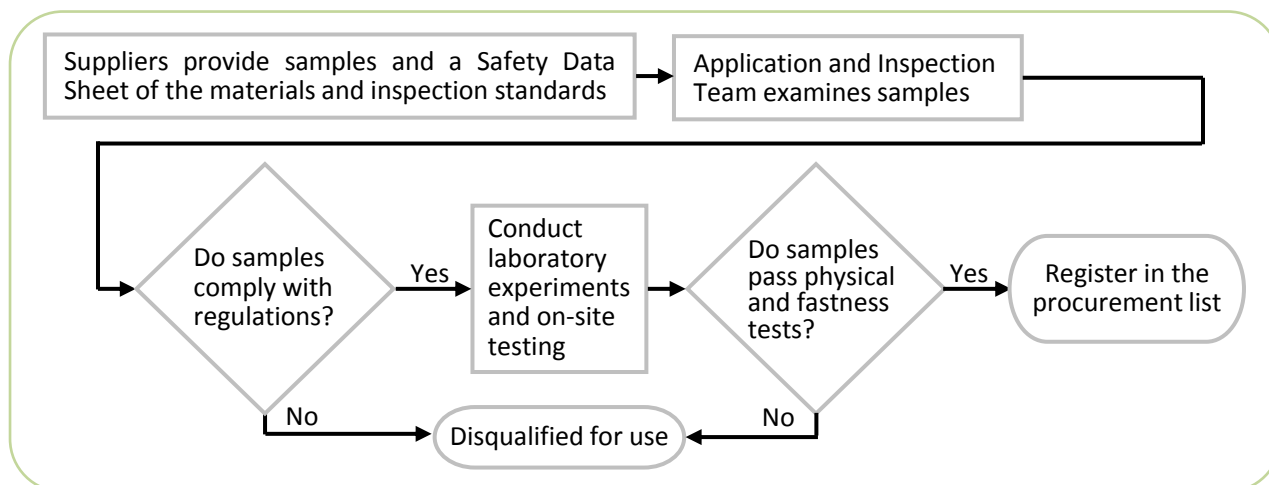 Suppliers provide samples and a Safety Data
Sheet of the materials and inspection standards
Application and Inspection
Team examines samples
Do samples
comply with
regulations?
Yes
Conduct
laboratory
experiments
and on-site
testing
Do samples
pass physical
and fastness
tests?
Yes
Register in the
procurement list
No
Disqualified for use
No